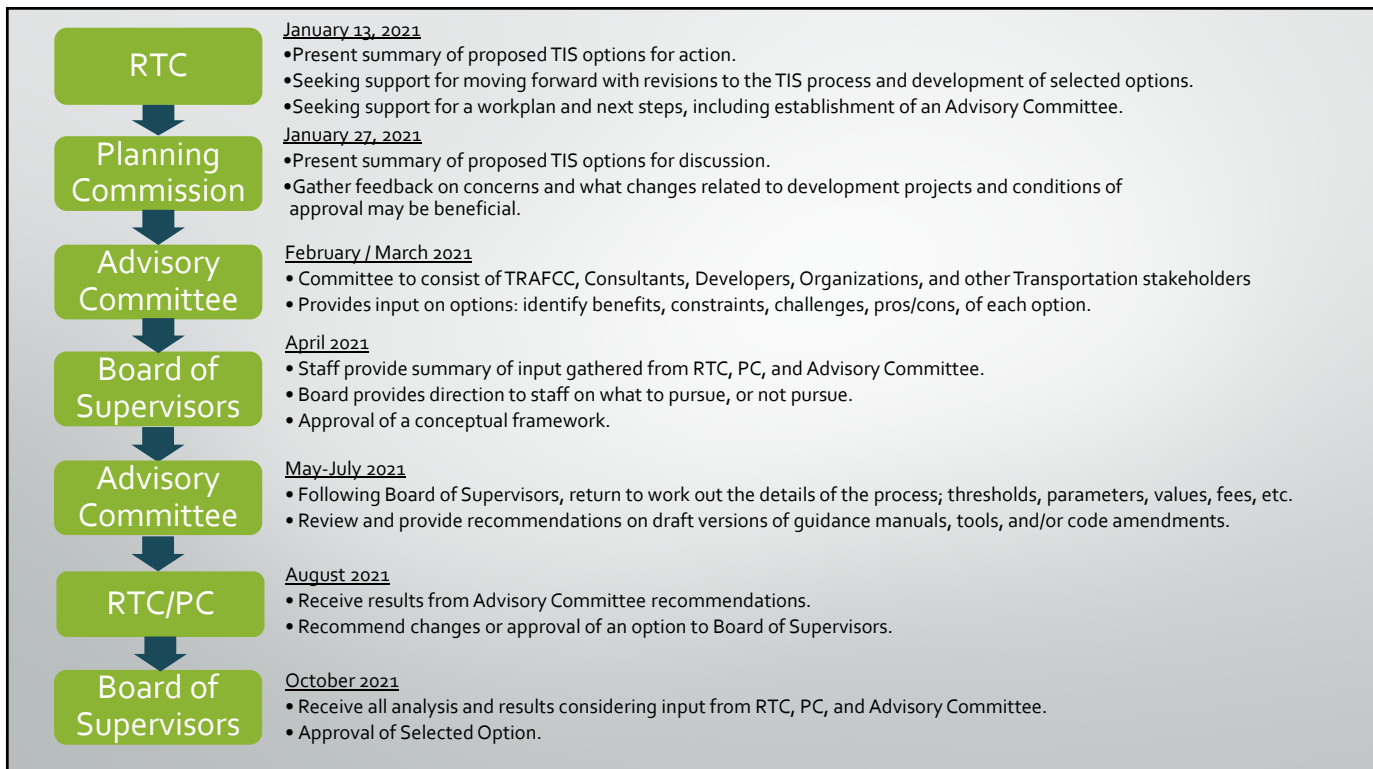 RTC
January 13, 2021
•Present summary of proposed TIS options for action.
•Seeking support for moving forward with revisions to the TIS process and development of selected options.
•Seeking support for a workplan and next steps, including establishment of an Advisory Committee.
Planning
Commission
January 27, 2021
•Present summary of proposed TIS options for discussion.
•Gather feedback on concerns and what changes related to development projects and conditions of
approval may be beneficial.
Advisory
Committee
February / March 2021
• Committee to consist of TRAFCC, Consultants, Developers, Organizations, and other Transportation stakeholders
• Provides input on options: identify benefits, constraints, challenges, pros/cons, of each option.
Board of
Supervisors
April 2021
• Staff provide summary of input gathered from RTC, PC, and Advisory Committee.
• Board provides direction to staff on what to pursue, or not pursue.
• Approval of a conceptual framework.
Advisory
Committee
May-July 2021
• Following Board of Supervisors, return to work out the details of the process; thresholds, parameters, values, fees, etc.
• Review and provide recommendations on draft versions of guidance manuals, tools, and/or code amendments.
RTC/PC
August 2021
• Receive results from Advisory Committee recommendations.
• Recommend changes or approval of an option to Board of Supervisors.
Board of
Supervisors
October 2021
• Receive all analysis and results considering input from RTC, PC, and Advisory Committee.
• Approval of Selected Option.